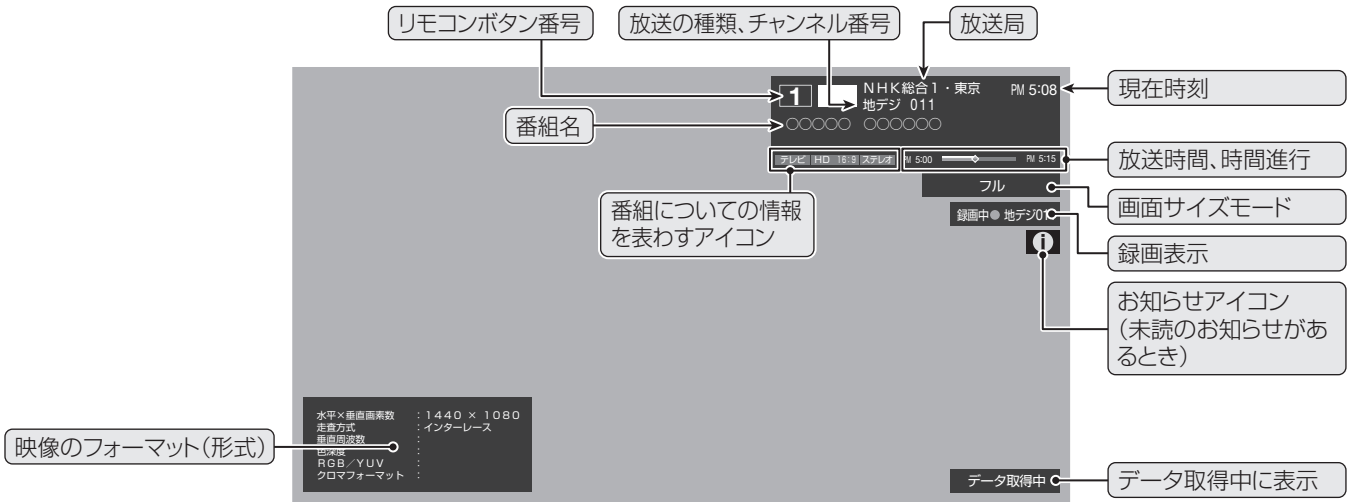 リモコンボタン番号
放送の種類、チャンネル番号
放送局
1
NHK総合1・東京
PM 5:08
現在時刻
地デジ 011
番組名
○○○○○ ○○○○○○
テレビ HD 16:9 ステレオ
PM 5:00
PM 5:15
放送時間、時間進行
フル
画面サイズモード
番組についての情報
を表わすアイコン
録画中● 地デジ01
録画表示
i
お知らせアイコン
(未読のお知らせがあ
るとき)
水平×垂直画素数 :1440 × 1080
走査方式 :インターレース
垂直周波数 :
色深度 :
RGB/YUV :
クロマフォーマット :
映像のフォーマット(形式)
データ取得中
データ取得中に表示